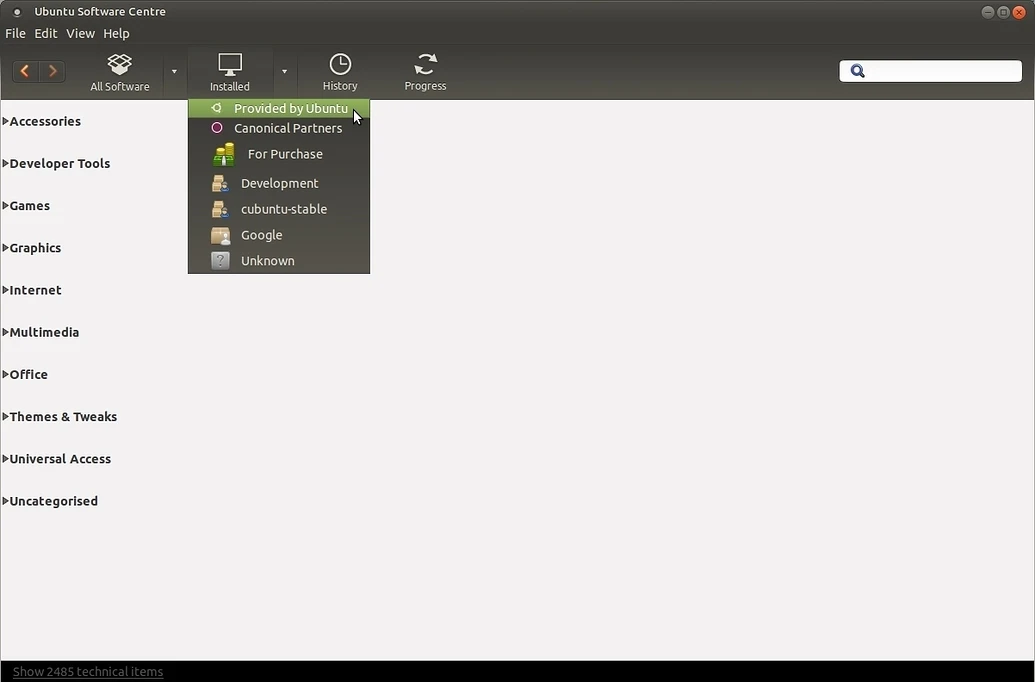 Ubuntu Software Centre
File Edit View Help
All Software Installed History Progress
Provided by Ubuntu
Canonical Partners
For Purchase
Development
cubuntu-stable
Google
Unknown
Accessories
Developer Tools
Games
Graphics
Internet
Multimedia
Office
Themes & Tweaks
Universal Access
Uncategorised
Show 2485 technical items